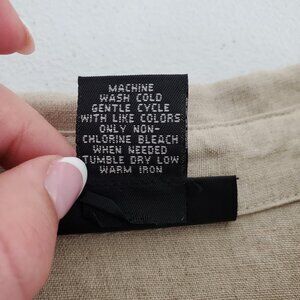 MACHINE
WASH COLD
GENTLE CYCLE
WITH LIKE COLORS
ONLY NON-
CHLORINE BLEACH
WHEN NEEDED
TUMBLE DRY LOW
WARM IRON